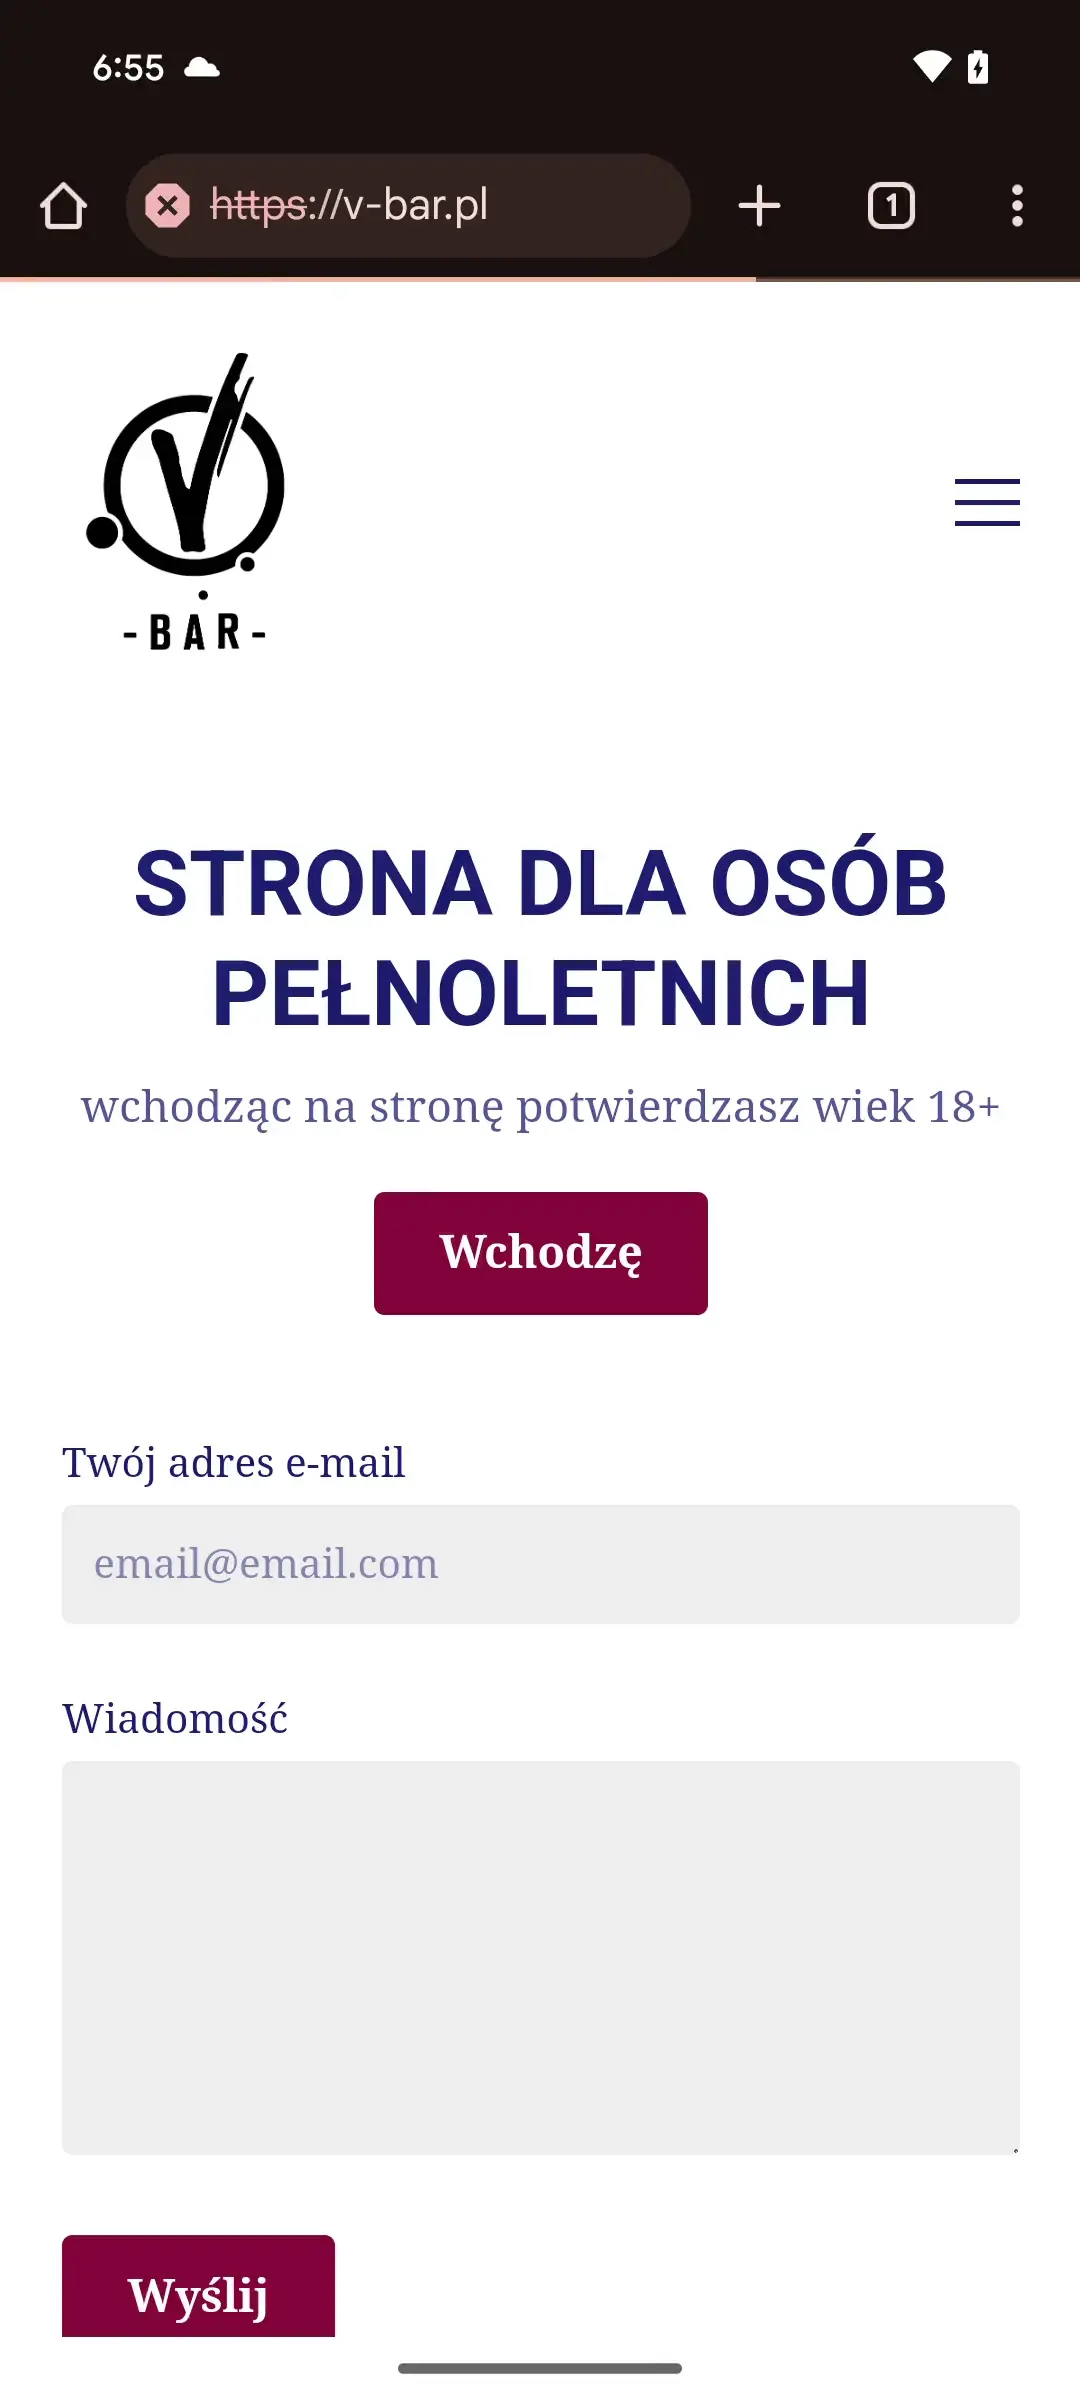 6:55
https://v-bar.pl
1
V
-BAR-
STRONA DLA OSÓB
PEŁNOLETNICH
wchodząc na stronę potwierdzasz wiek 18+
Wchodzę
Twój adres e-mail
email@email.com
Wiadomość
Wyślij